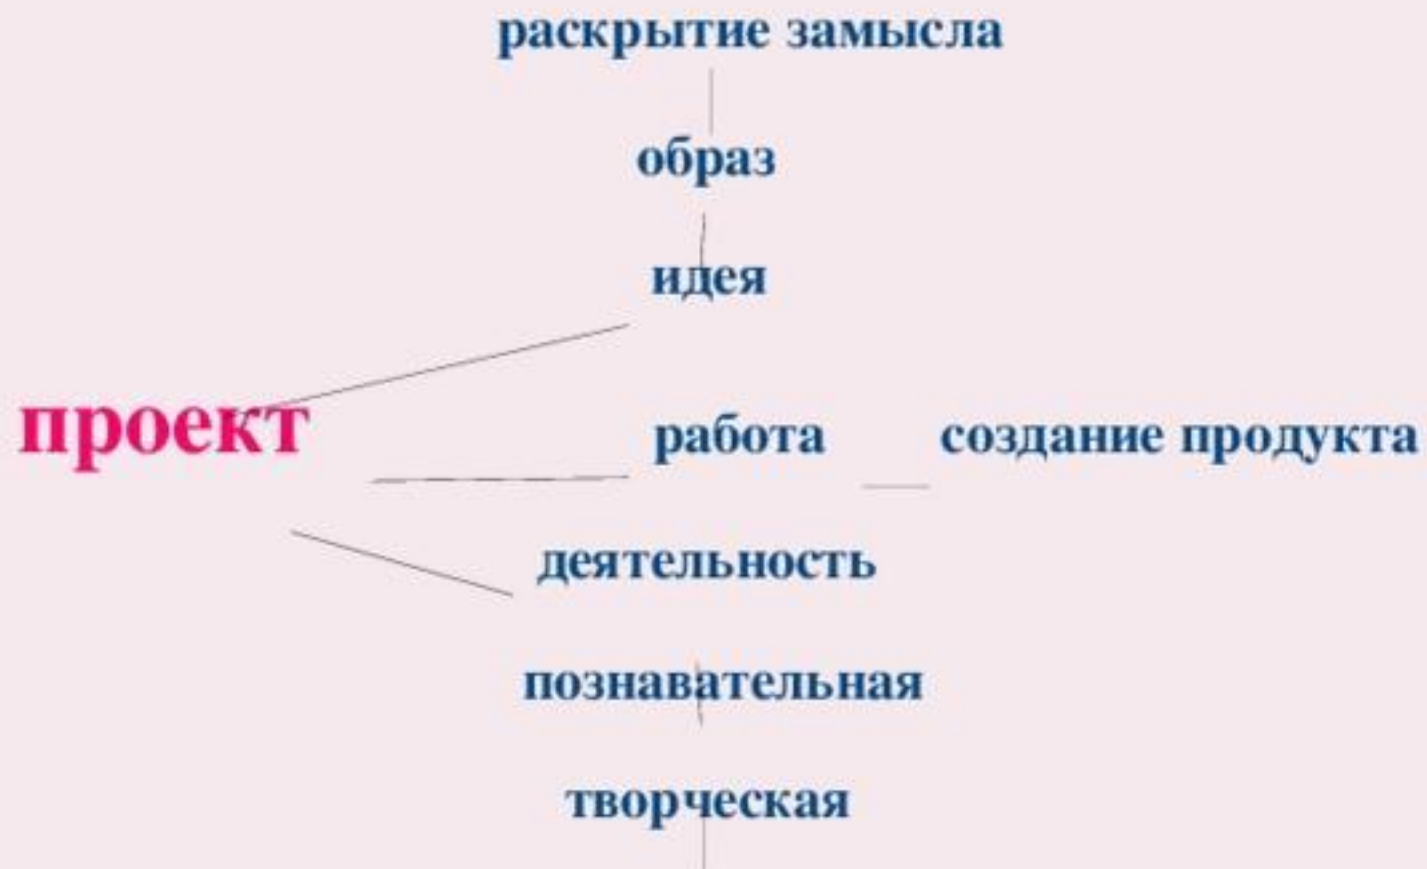 раскрытие замысла
образ
идея
проект
работа создание продукта
деятельность
познавательная
творческая